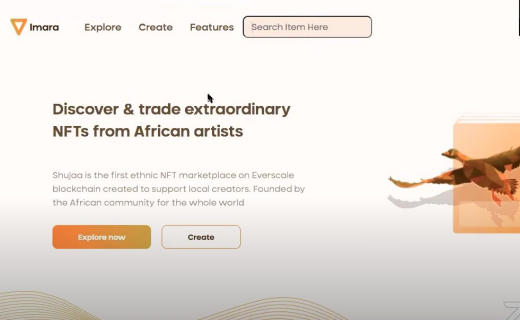 Imara
Explore
Create
Features
Search Item Here
Discover & trade extraordinary
NFTs from African artists
Shujaa is the first ethnic NFT marketplace on Everscale
blockchain created to support local creators. Founded by
the African community for the whole world
Explore now
Create